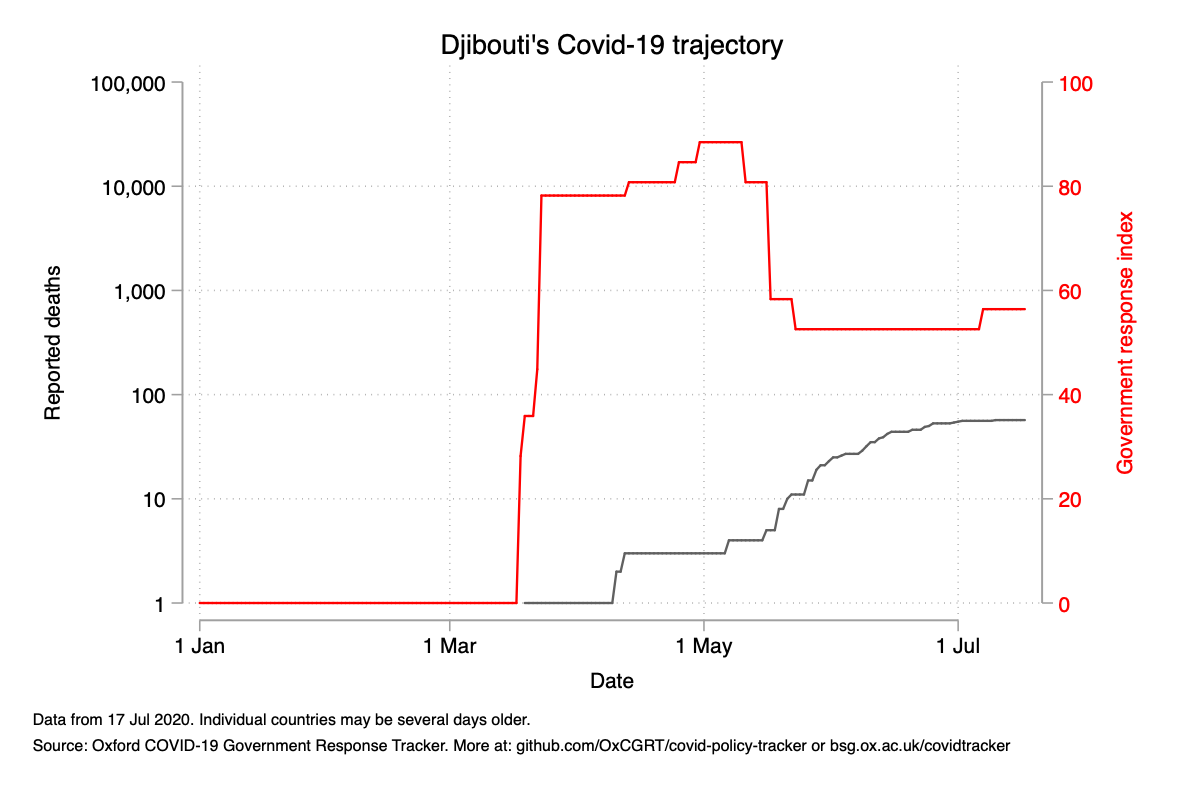 Djibouti's Covid-19 trajectory
100,000
10,000
1,000
100
10
1
Reported deaths
100
80
60
40
20
0
Government response index
1 Jan
1 Mar
1 May
1 Jul
Date
Data from 17 Jul 2020. Individual countries may be several days older.
Source: Oxford COVID-19 Government Response Tracker. More at: github.com/OxCGRT/covid-policy-tracker or bsg.ox.ac.uk/covidtracker